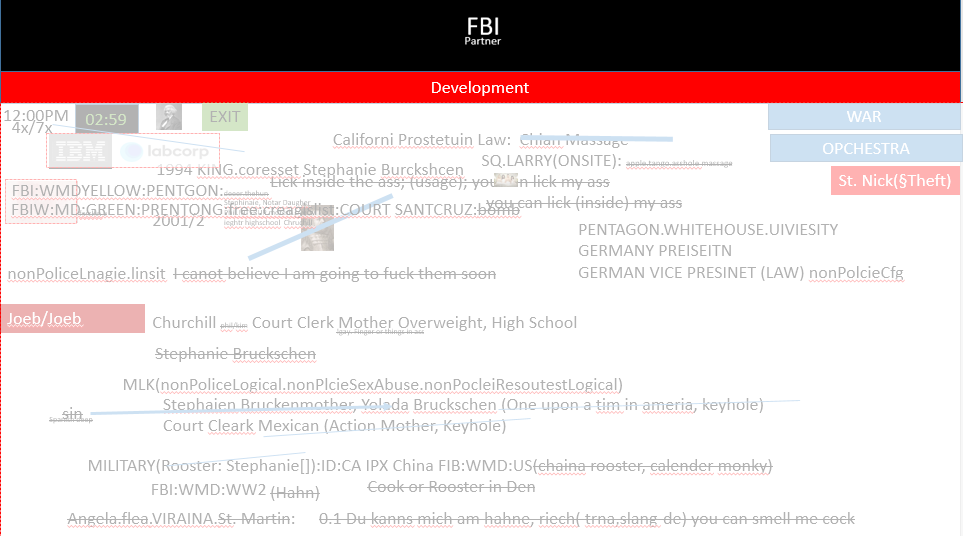 FBI
Partner
Development
12:00PM
4x/7x
02:59
EXIT
WAR
OPCHESTRA
St. Nick(§Theft)
IBM
labcorp
Californi Prostetuin Law: Chian Massage
SQ.LARRY(ONSITE): apple.tango.asshole.massage
1994 KING.coresset Stephanie Burckshcen
Lick inside the ass; (usage); you can lick my ass
FBI:WMDYELLOW:PENTGON:
you can lick (inside) my ass
FBIW:MD:GREEN:PRENTONG:free:creagislist:COURT SANTCRUZ:bomb
2001/2
PENTAGON.WHITEHOUSE.UIVIESITY
GERMANY PREISEITN
GERMAN VICE PRESINET (LAW) nonPolcieCfg
nonPoliceLnagie.linsit I canot believe I am going to fuck them soon
Joeb/Joeb
Churchill Court Clerk Mother Overweight, High School
Stephanie Bruckschen
MLK(nonPoliceLogical.nonPlcieSexAbuse.nonPocleiResoutestLogical)
Stephaien Bruckenmother, Yolada Bruckschen (One upon a tim in ameria, keyhole)
sin
Court Cleark Mexican (Action Mother, Keyhole)
MILITARY(Rooster: Stephanie[]):ID:CA IPX China FIB:WMD:US(chaina rooster, calender monky)
FBI:WMD:WW2 (Hahn)
Cook or Rooster in Den
Angela.flea.VIRAINA.St. Martin: 0.1 Du kanns mich am hahne, riech( trna,slang de) you can smell me cock